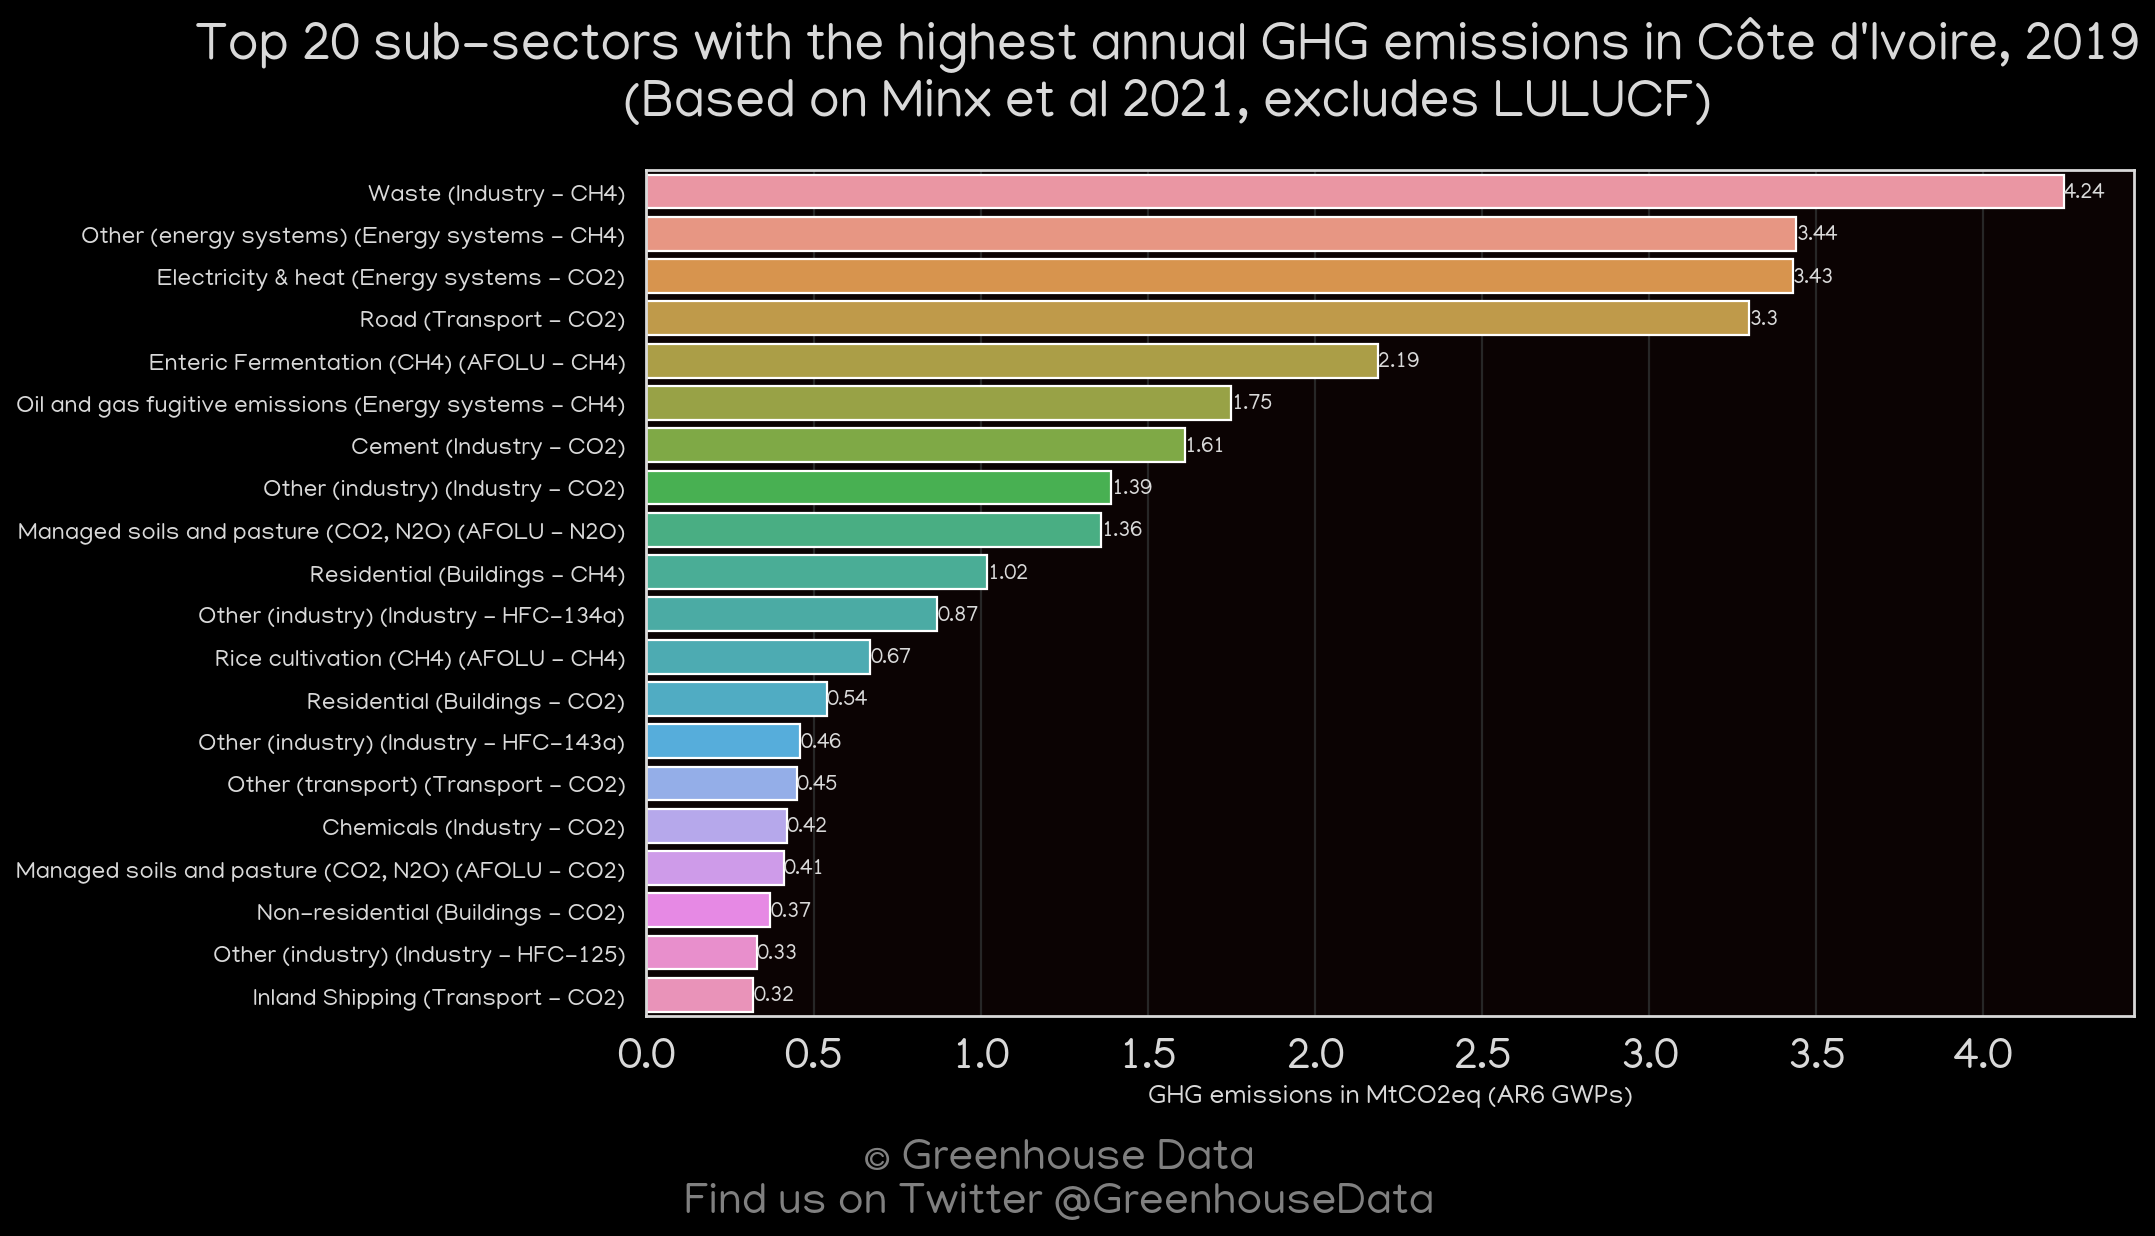 Top 20 sub-sectors with the highest annual GHG emissions in Côte d'Ivoire, 2019
(Based on Minx et al 2021, excludes LULUCF)
Waste (Industry - CH4) 4.24
Other (energy systems) (Energy systems - CH4) 3.44
Electricity & heat (Energy systems - CO2) 3.43
Road (Transport - CO2) 3.3
Enteric Fermentation (CH4) (AFOLU - CH4) 2.19
Oil and gas fugitive emissions (Energy systems - CH4) 1.75
Cement (Industry - CO2) 1.61
Other (industry) (Industry - CO2) 1.39
Managed soils and pasture (CO2, N2O) (AFOLU - N2O) 1.36
Residential (Buildings - CH4) 1.02
Other (industry) (Industry - HFC-134a) 0.87
Rice cultivation (CH4) (AFOLU - CH4) 0.67
Residential (Buildings - CO2) 0.54
Other (industry) (Industry - HFC-143a) 0.46
Other (transport) (Transport - CO2) 0.45
Chemicals (Industry - CO2) 0.42
Managed soils and pasture (CO2, N2O) (AFOLU - CO2) 0.41
Non-residential (Buildings - CO2) 0.37
Other (industry) (Industry - HFC-125) 0.33
Inland Shipping (Transport - CO2) 0.32
0.0 0.5 1.0 1.5 2.0 2.5 3.0 3.5 4.0
GHG emissions in MtCO2eq (AR6 GWPs)
© Greenhouse Data
Find us on Twitter @GreenhouseData